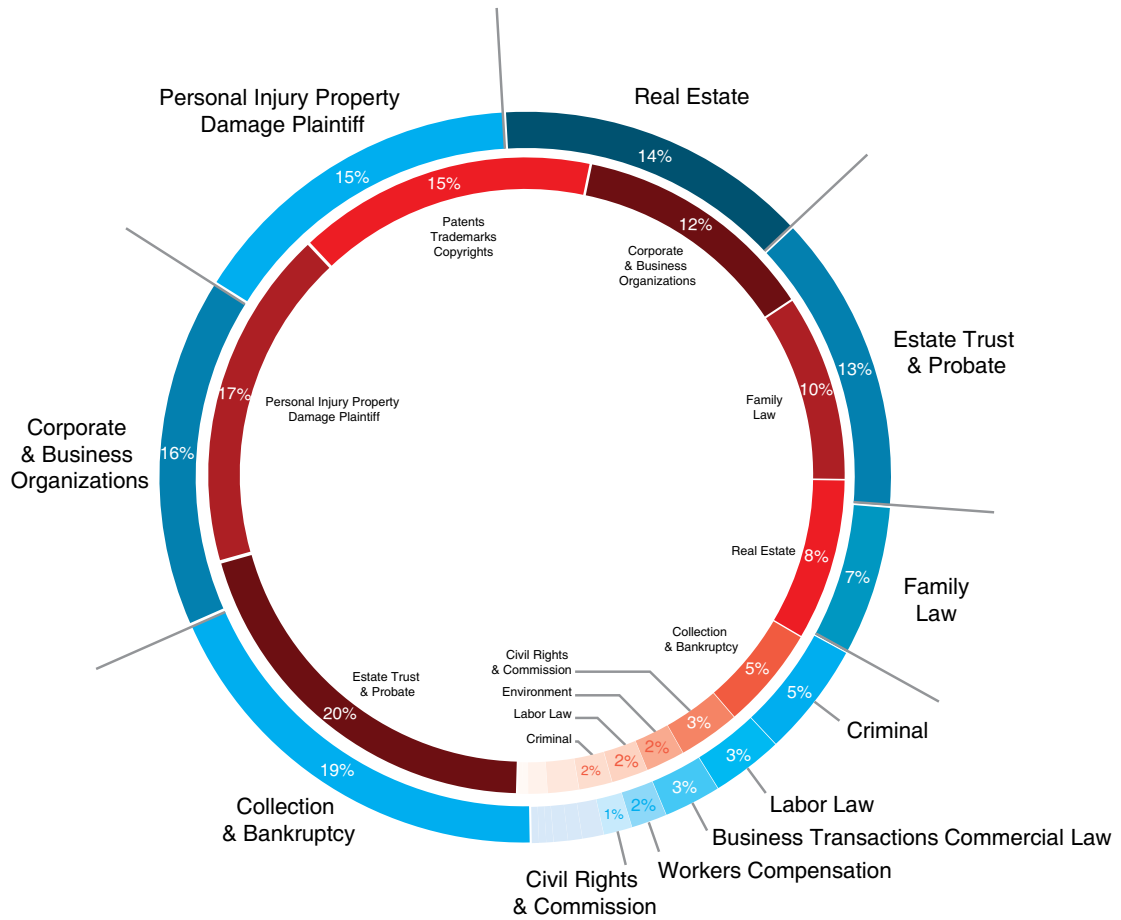 Personal Injury Property
Damage Plaintiff
Real Estate
14%
15%
15%
Patents
Trademarks
Copyrights
12%
Corporate
& Business
Organizations
Estate Trust
& Probate
13%
17%
Personal Injury Property
Damage Plaintiff
Family
Law
10%
Corporate
& Business
Organizations
16%
Real Estate
8%
7%
Family
Law
Collection
& Bankruptcy
5%
Civil Rights
& Commission
Environment
Labor Law
Criminal
Estate Trust
& Probate
20%
5%
Criminal
3%
2%
2%
2%
19%
3%
3%
2%
1%
Collection
& Bankruptcy
Labor Law
Business Transactions Commercial Law
Workers Compensation
Civil Rights
& Commission